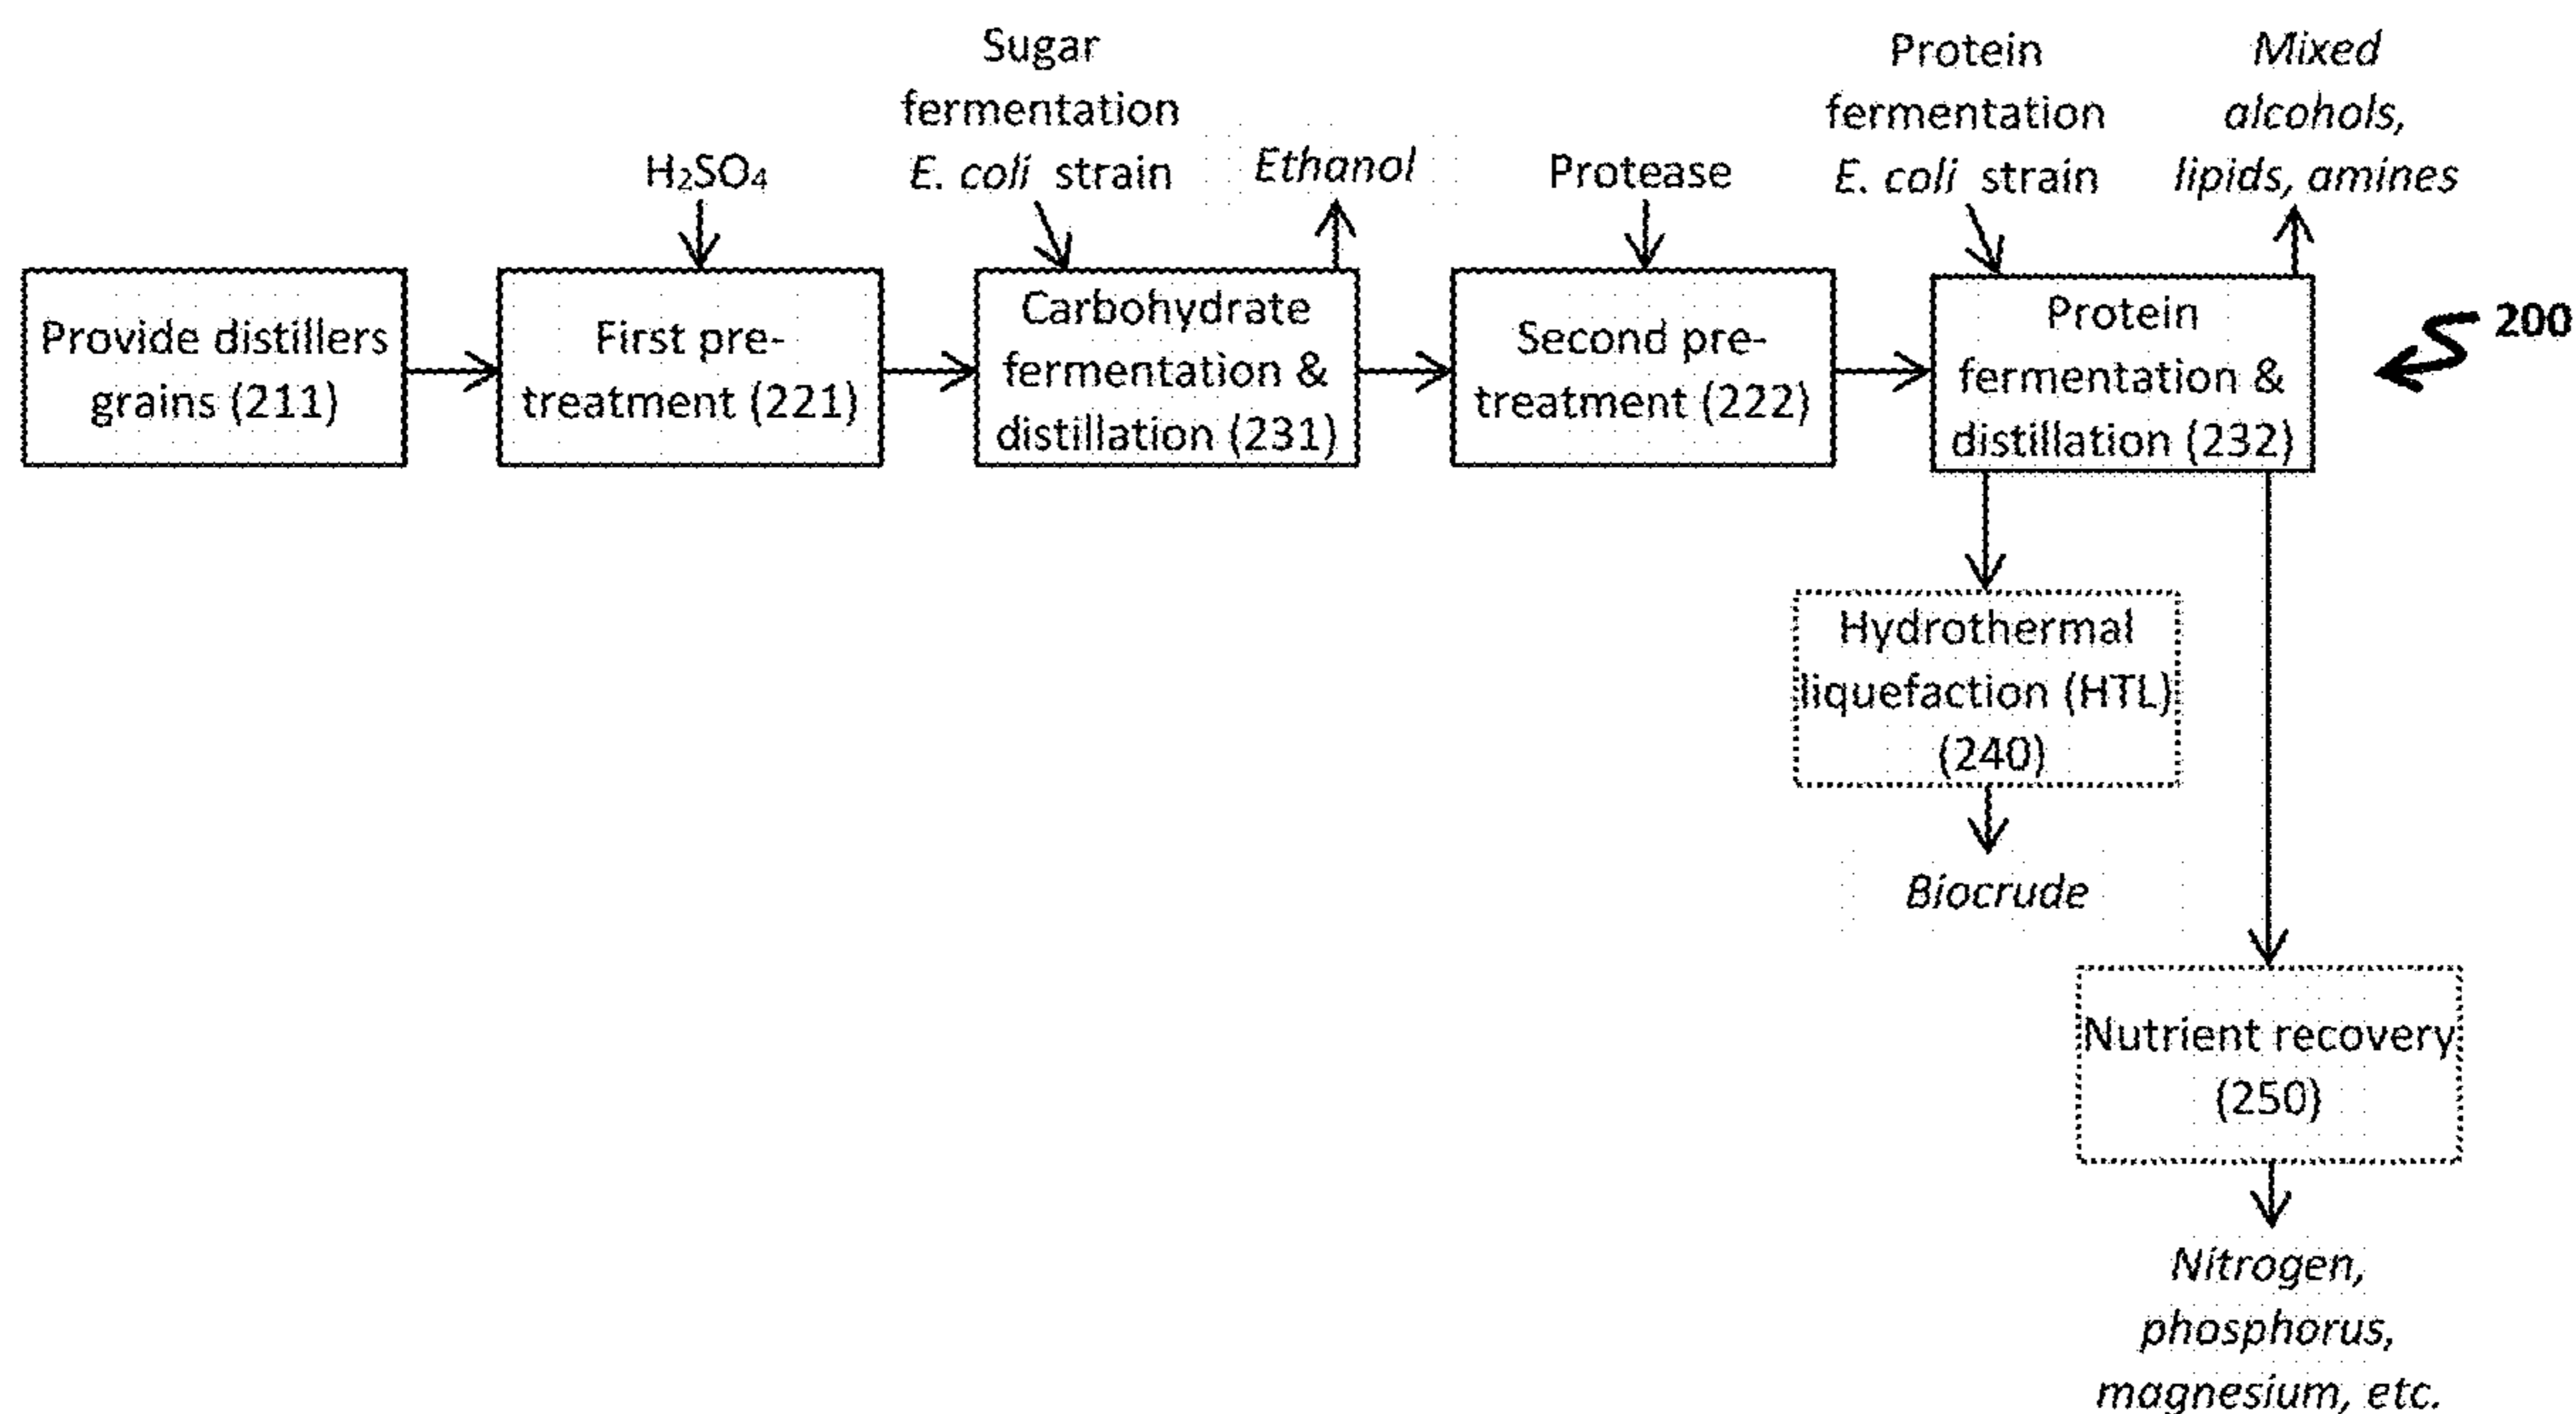 Sugar
fermentation
E. coli strain
Protein
fermentation
E. coli strain
Mixed
alcohols,
lipids, amines
H₂SO₄
Ethanol
Protease
Provide distillers
grains (211)
First pre-
treatment (221)
Carbohydrate
fermentation &
distillation (231)
Second pre-
treatment (222)
Protein
fermentation &
distillation (232)
200
Hydrothermal
liquefaction (HTL)
(240)
Biocrude
Nutrient recovery
(250)
Nitrogen,
phosphorus,
magnesium, etc.